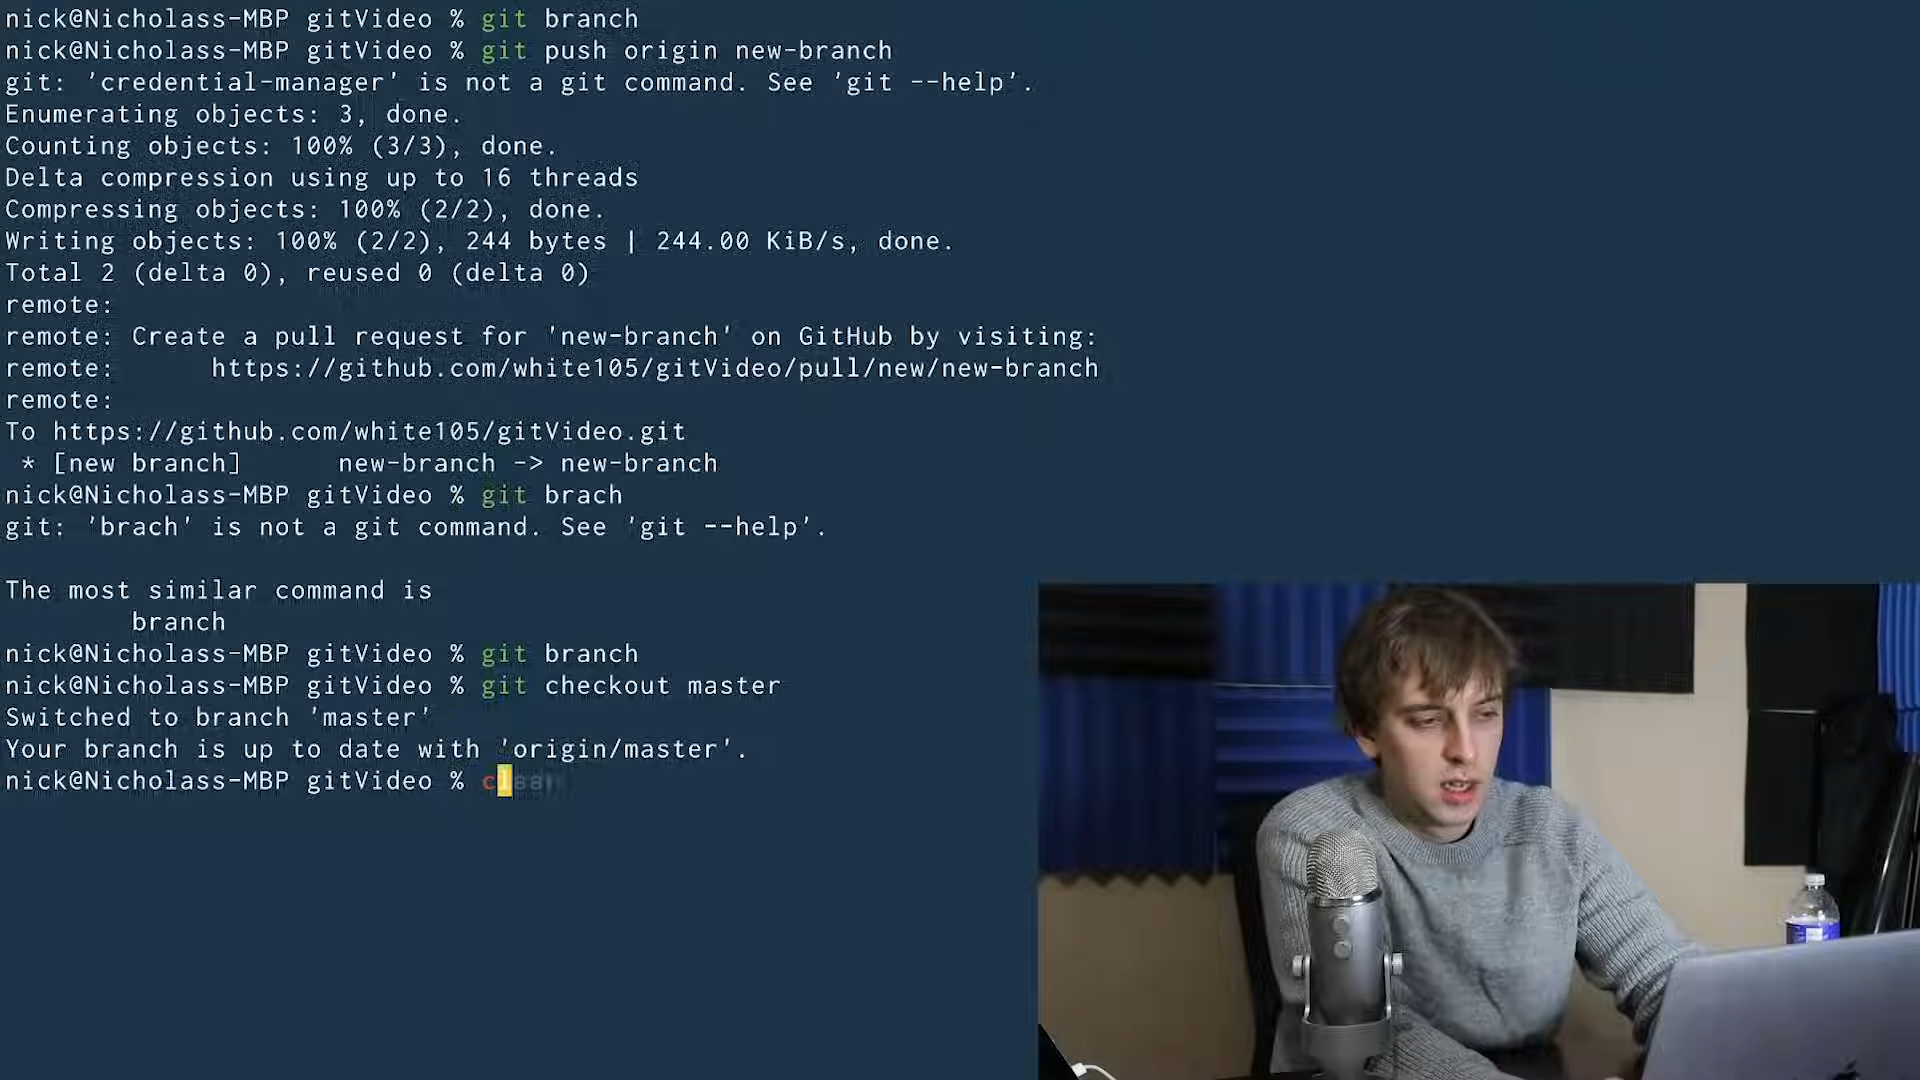 nick@Nicholass-MBP gitVideo % git branch
nick@Nicholass-MBP gitVideo % git push origin new-branch
git: 'credential-manager' is not a git command. See 'git --help'.
Enumerating objects: 3, done.
Counting objects: 100% (3/3), done.
Delta compression using up to 16 threads
Compressing objects: 100% (2/2), done.
Writing objects: 100% (2/2), 244 bytes | 244.00 KiB/s, done.
Total 2 (delta 0), reused 0 (delta 0)
remote:
remote: Create a pull request for 'new-branch' on GitHub by visiting:
remote:      https://github.com/white105/gitVideo/pull/new/new-branch
remote:
To https://github.com/white105/gitVideo.git
 * [new branch]      new-branch -> new-branch
nick@Nicholass-MBP gitVideo % git brach
git: 'brach' is not a git command. See 'git --help'.
The most similar command is
        branch
nick@Nicholass-MBP gitVideo % git branch
nick@Nicholass-MBP gitVideo % git checkout master
Switched to branch 'master'
Your branch is up to date with 'origin/master'.
nick@Nicholass-MBP gitVideo % cl